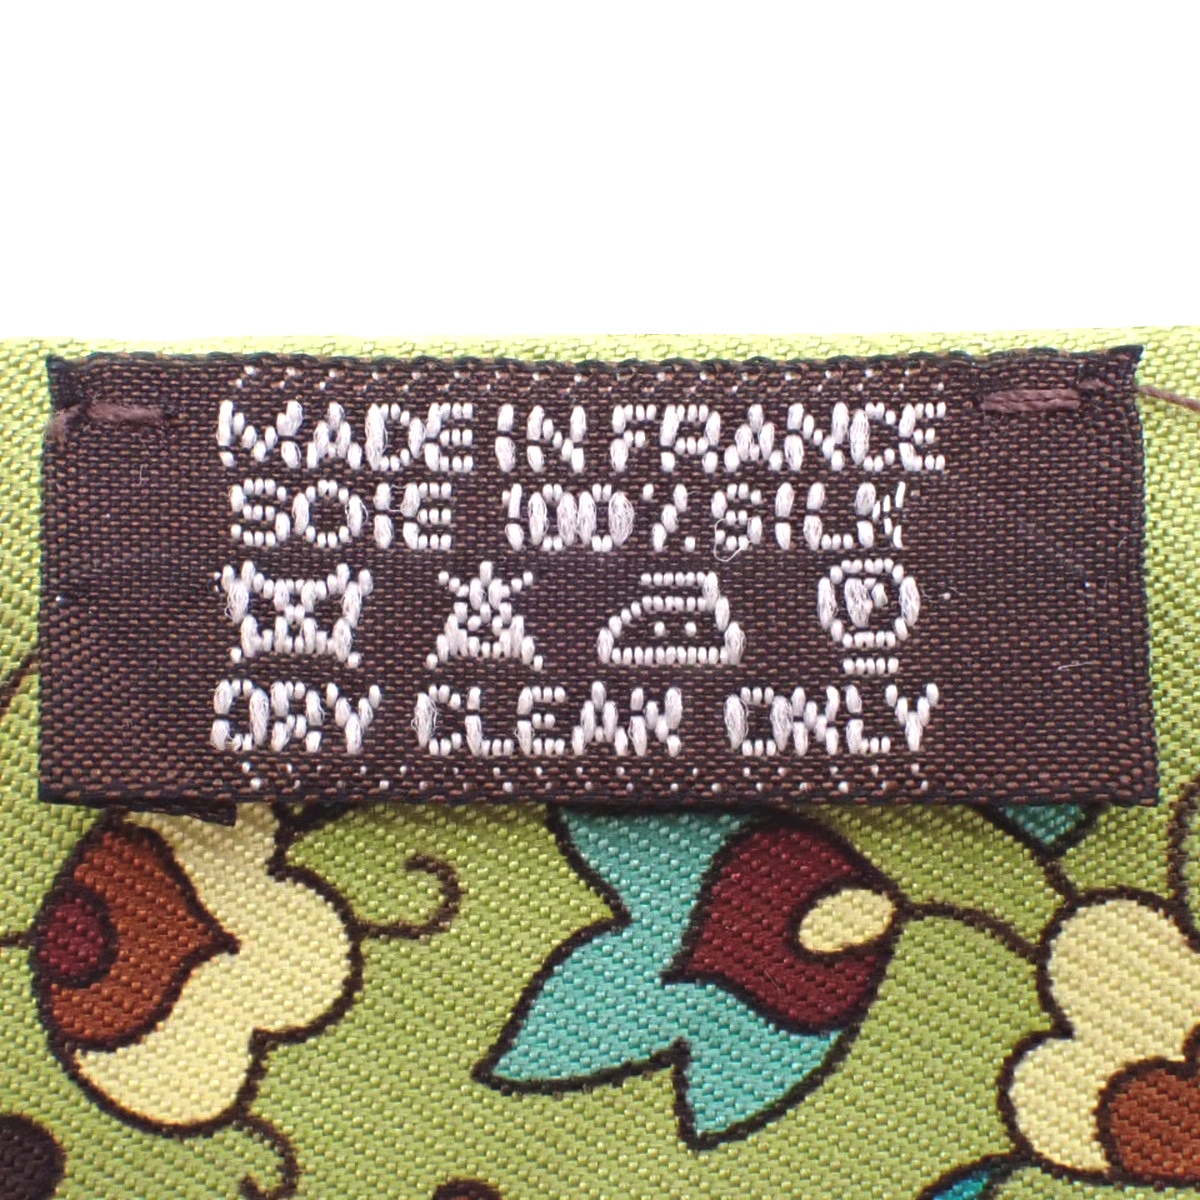 MADE IN FRANCE
SOIE 100% SILK
P
DRY CLEAN ONLY